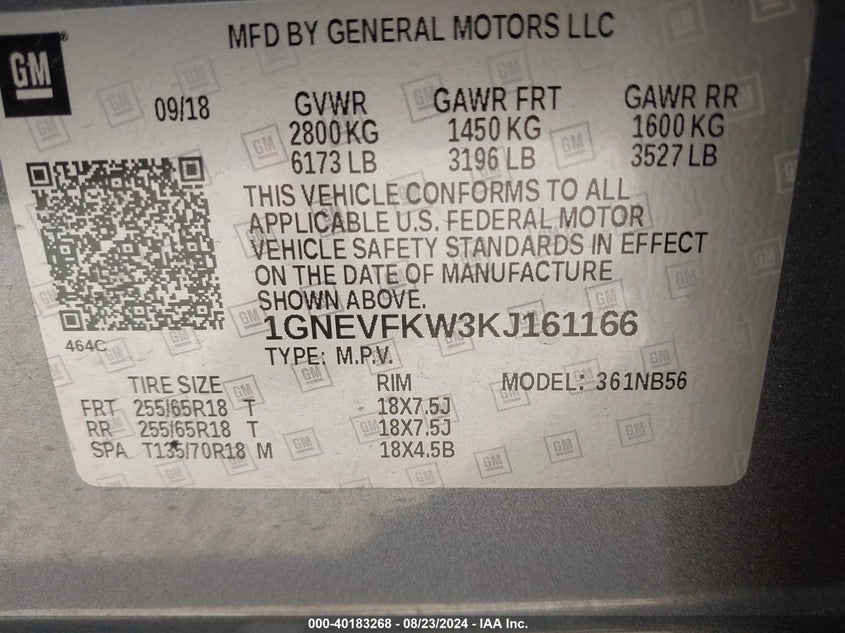 GM
MFD BY GENERAL MOTORS LLC
09/18 GVWR GAWR FRT GAWR RR
2800 KG 1450 KG 1600 KG
6173 LB 3196 LB 3527 LB
THIS VEHICLE CONFORMS TO ALL
APPLICABLE U.S. FEDERAL MOTOR
VEHICLE SAFETY STANDARDS IN EFFECT
ON THE DATE OF MANUFACTURE
SHOWN ABOVE.
1GNEVFKW3KJ161166
464C
TYPE: M.P.V.
TIRE SIZE RIM MODEL: 361NB56
FRT 255/65R18 T 18X7.5J
RR 255/65R18 T 18X7.5J
SPA T135/70R18 M 18X4.5B
000-40183268 - 08/23/2024 - IAA Inc.